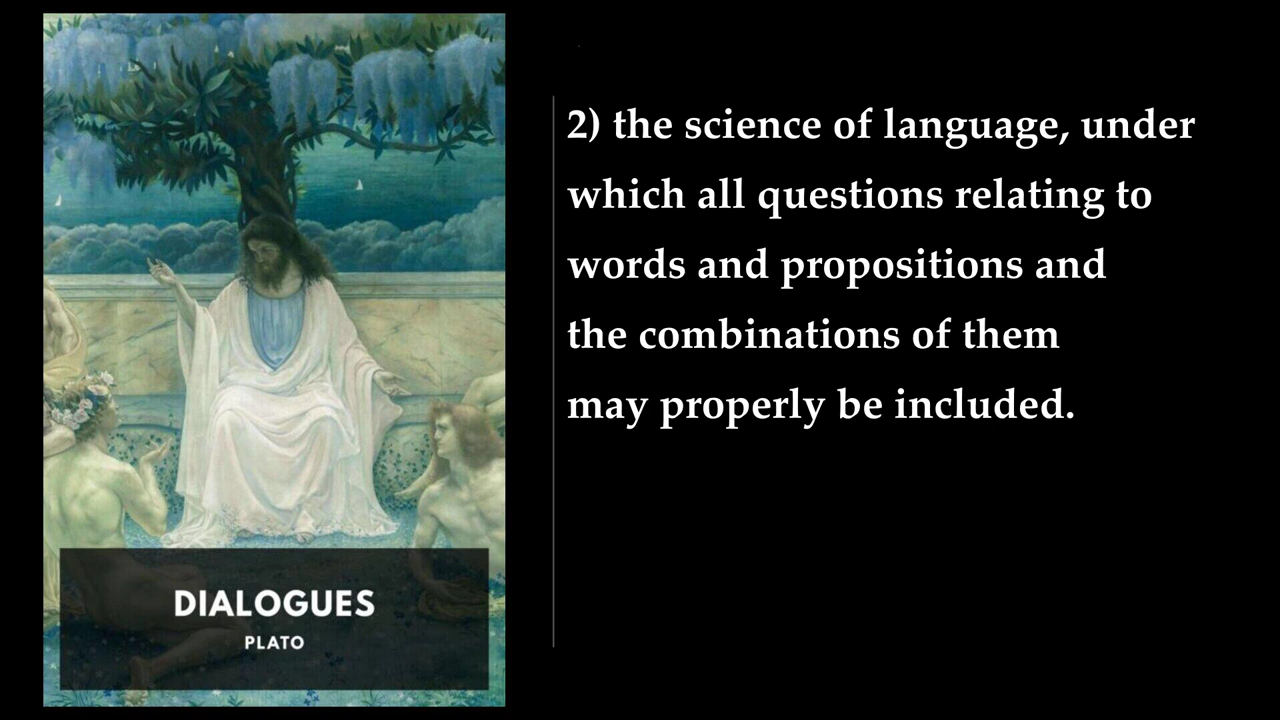 DIALOGUES
PLATO
2) the science of language, under
which all questions relating to
words and propositions and
the combinations of them
may properly be included.